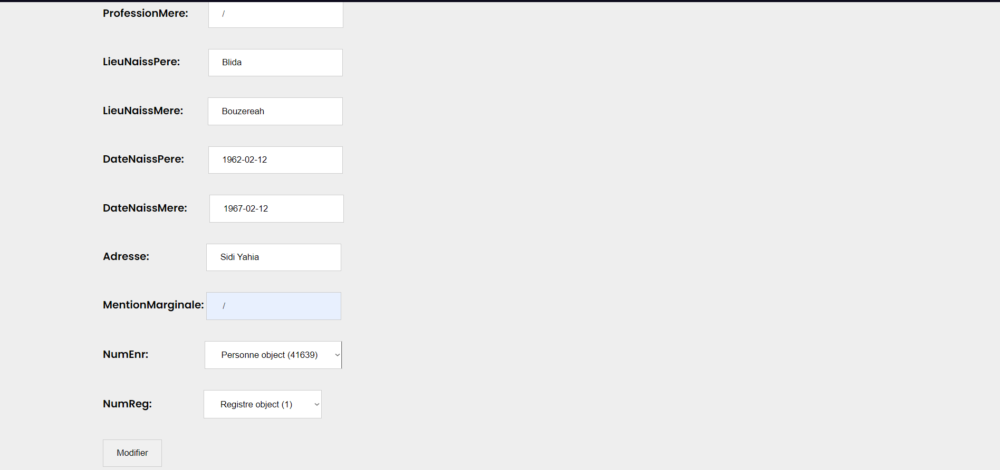 ProfessionMere: /
LieuNaissPere: Blida
LieuNaissMere: Bouzereah
DateNaissPere: 1962-02-12
DateNaissMere: 1967-02-12
Adresse: Sidi Yahia
MentionMarginale: /
NumEnr: Personne object (41639)
NumReg: Registre object (1)
Modifier